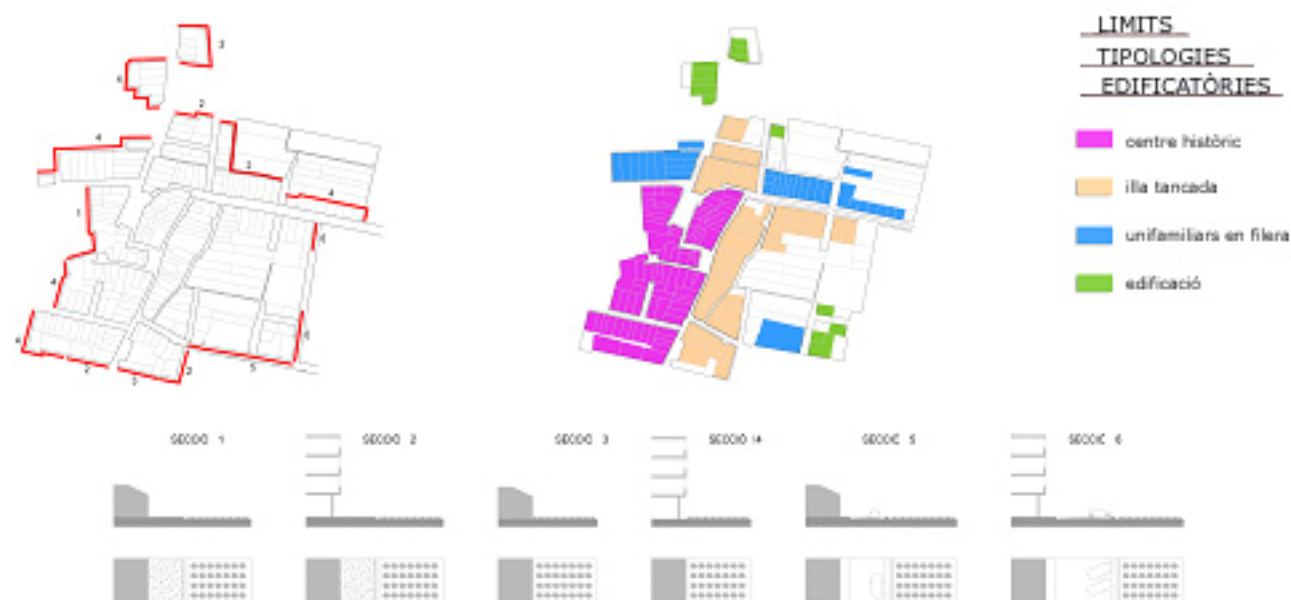 LIMITS
TIPOLOGIES
EDIFICATÒRIES
centre històric
illa tancada
unifamiliars en filera
edificació
SECCIÓ 1
SECCIÓ 2
SECCIÓ 3
SECCIÓ 4
SECCIÓ 5
SECCIÓ 6